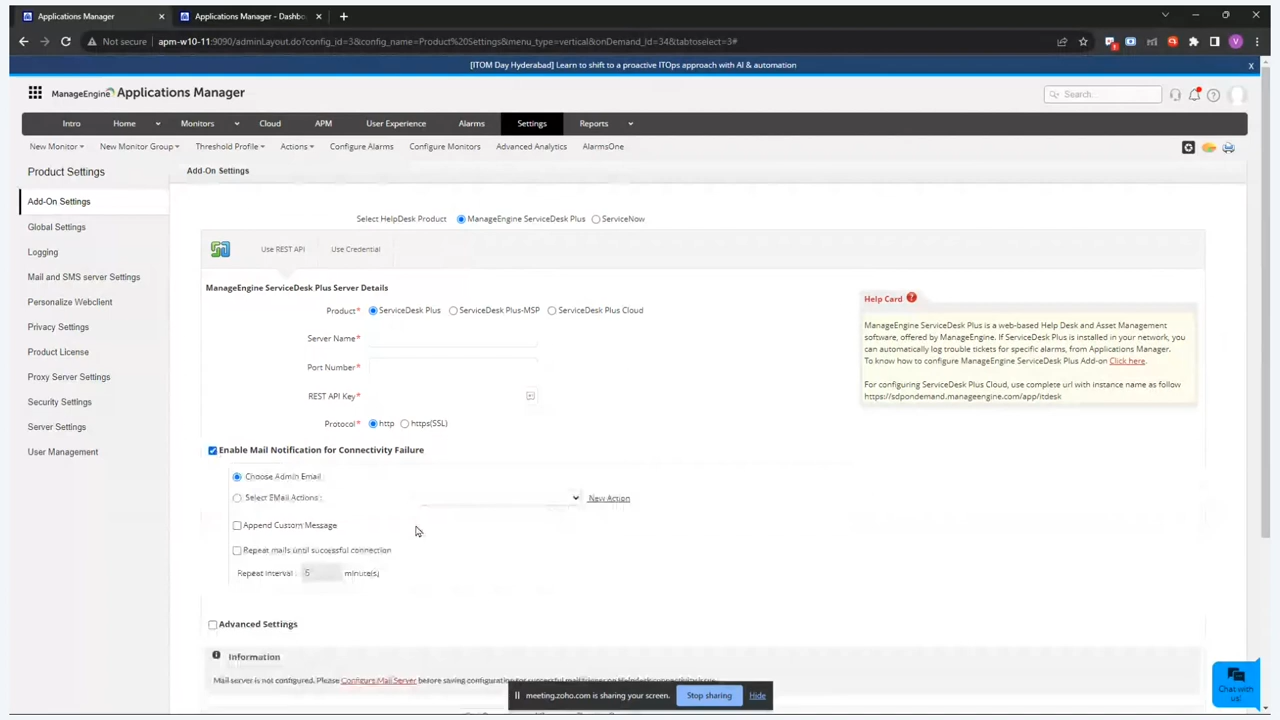 Applications Manager
Applications Manager - Dashbo
Not secure
apm-w10-11:9090/adminLayout.do?config_id=3&config_name=Product%20Settings&menu_type=vertical&onDemand_Id=34&tabtoselect=3#
V
[ITOM Day Hyderabad] Learn to shift to a proactive ITOps approach with AI & automation
X
ManageEngine Applications Manager
Search...
Intro Home Monitors Cloud APM User Experience Alarms Settings Reports
New Monitor New Monitor Group Threshold Profile Actions Configure Alarms Configure Monitors Advanced Analytics AlarmsOne
Product Settings
Add-On Settings
Global Settings
Logging
Mail and SMS server Settings
Personalize Webclient
Privacy Settings
Product License
Proxy Server Settings
Security Settings
Server Settings
User Management
Add-On Settings
Select HelpDesk Product ManageEngine ServiceDesk Plus ServiceNow
Use REST API Use Credential
ManageEngine ServiceDesk Plus Server Details
Product* ServiceDesk Plus ServiceDesk Plus-MSP ServiceDesk Plus Cloud
Server Name*
Port Number*
REST API Key*
Protocol* http https(SSL)
Help Card ?
ManageEngine ServiceDesk Plus is a web-based Help Desk and Asset Management
software, offered by ManageEngine. If ServiceDesk Plus is installed in your network, you
can automatically log trouble tickets for specific alarms, from Applications Manager.
To know how to configure ManageEngine ServiceDesk Plus Add-on Click here.
For configuring ServiceDesk Plus Cloud, use complete url with instance name as follow
https://sdpondemand.manageengine.com/app/itdesk
Enable Mail Notification for Connectivity Failure
Choose Admin Email
Select EMail Actions: New Action
Append Custom Message
Repeat mails until successful connection
Repeat Interval : 5 minute(s)
Advanced Settings
Information
Mail server is not configured. Please Configure Mail Server before saving configuration for successful mail
meeting.zoho.com is sharing your screen. Stop sharing Hide
Chat with
us!